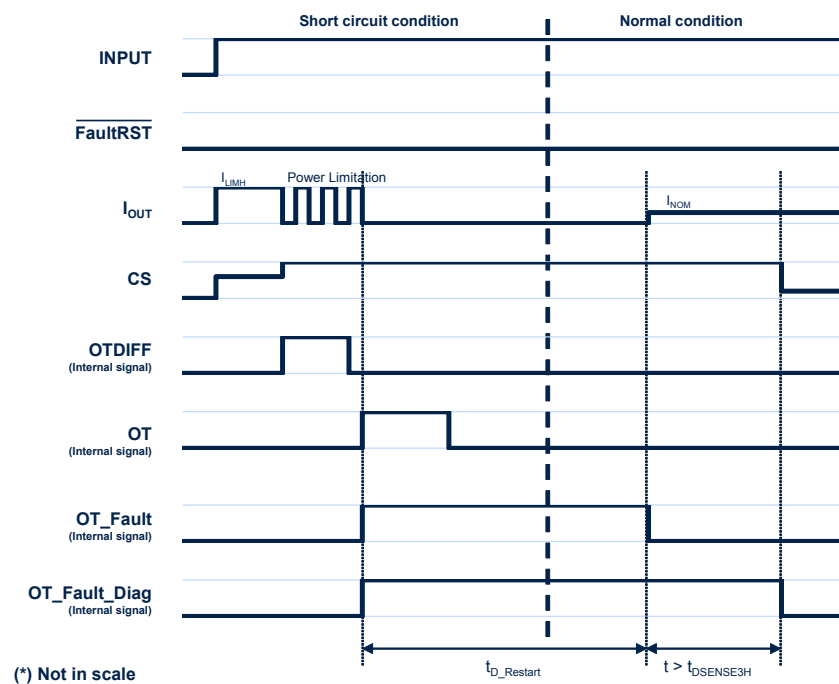 Short circuit condition
Normal condition
INPUT
FaultRST
I_LIMH
Power Limitation
I_OUT
I_NOM
CS
OTDIFF
(Internal signal)
OT
(Internal signal)
OT_Fault
(Internal signal)
OT_Fault_Diag
(Internal signal)
t_D_Restart
t > t_DSENSE3H
(*) Not in scale